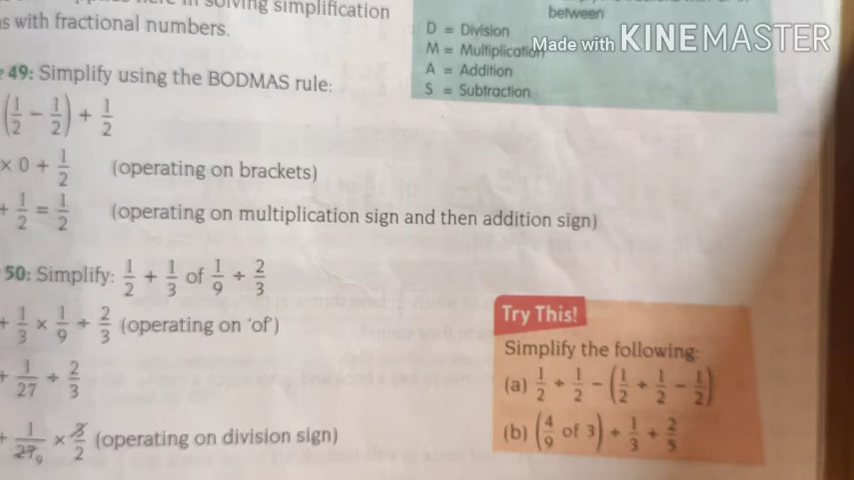 solving simplification
s with fractional numbers.
between
D = Division
M = Multiplication
A = Addition
S = Subtraction
Made with KINEMASTER
49: Simplify using the BODMAS rule:
(1/2 − 1/2) + 1/2
× 0 + 1/2 (operating on brackets)
+ 1/2 = 1/2 (operating on multiplication sign and then addition sign)
50: Simplify: 1/2 + 1/3 of 1/9 ÷ 2/3
+ 1/3 × 1/9 ÷ 2/3 (operating on 'of')
+ 1/27 ÷ 2/3
+ 1/27 9 × 3/2 (operating on division sign)
Try This!
Simplify the following:
(a) 1/2 ÷ 1/2 − (1/2 + 1/2 − 1/2)
(b) (4/9 of 3) ÷ 1/3 +